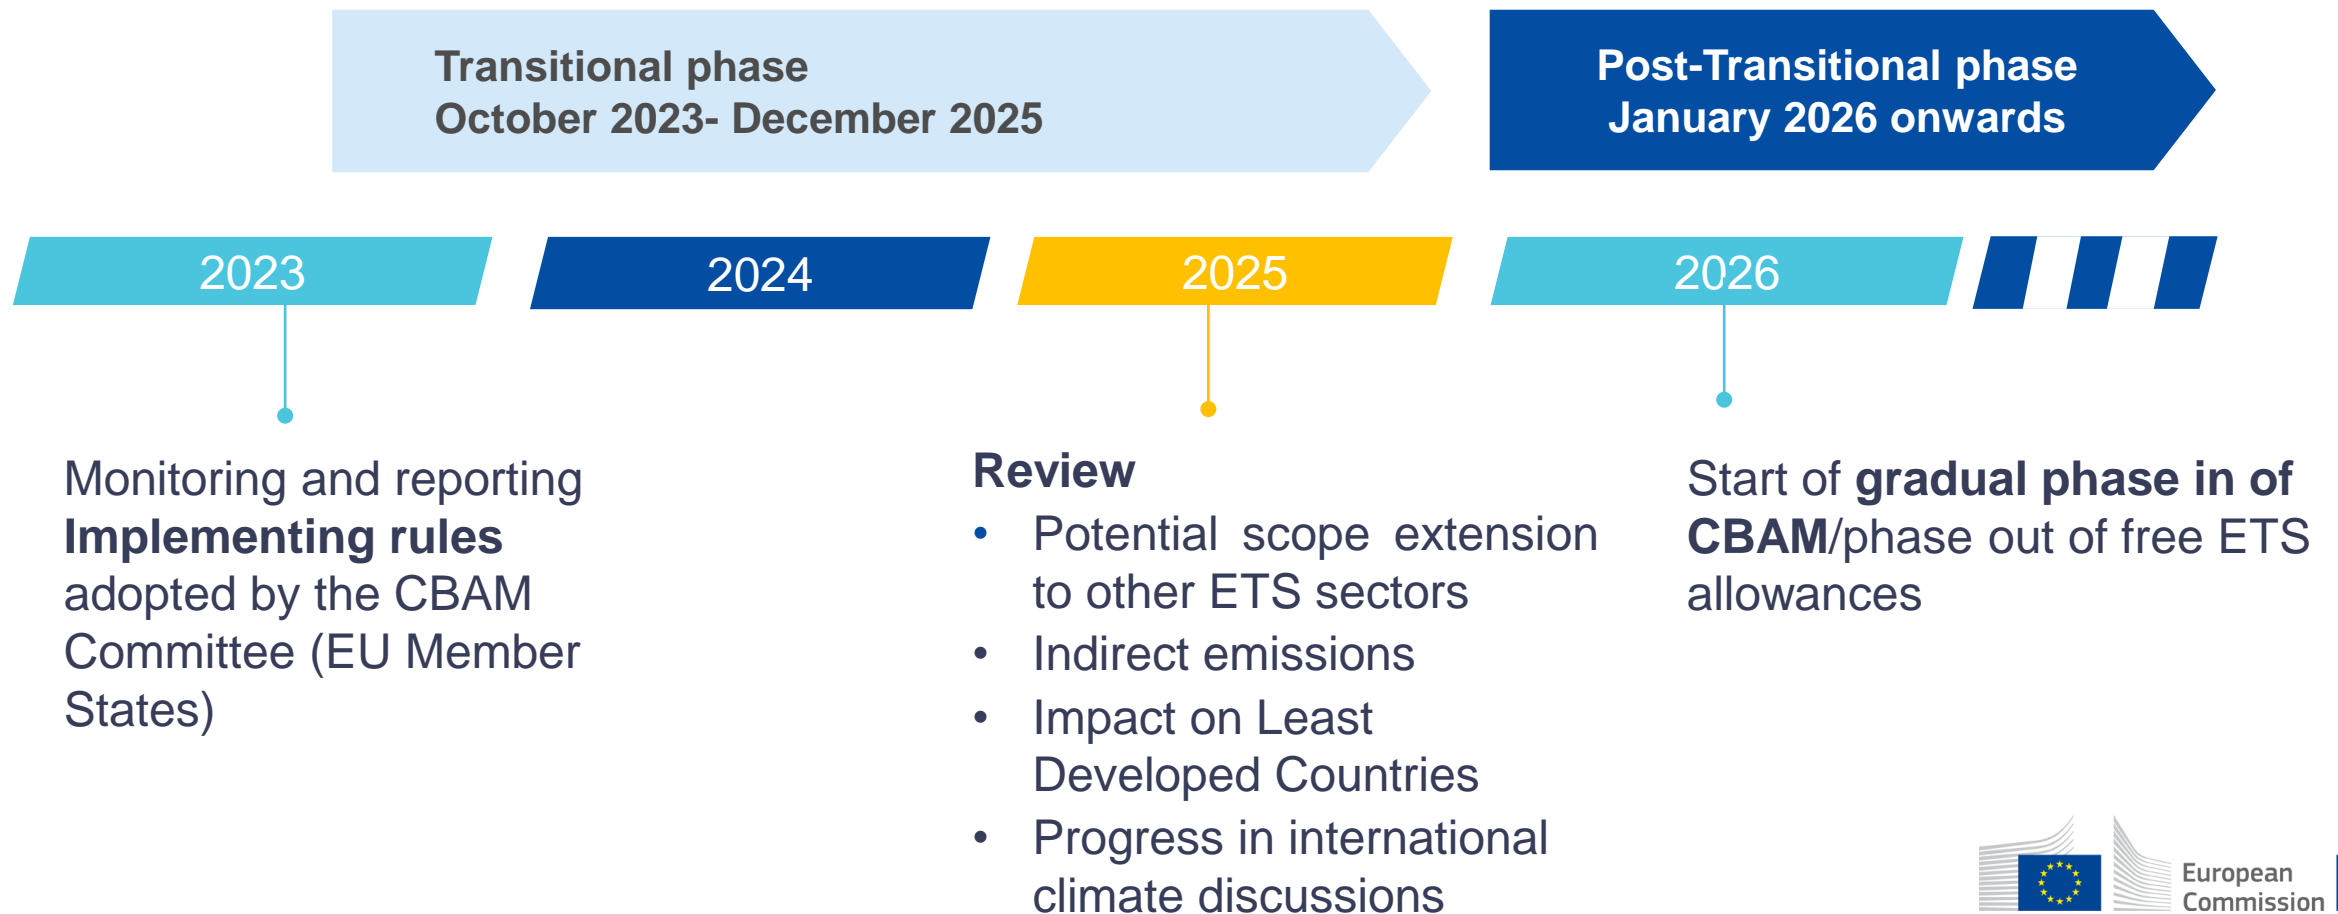 Transitional phase
October 2023- December 2025
Post-Transitional phase
January 2026 onwards
2023
2024
2025
2026
Monitoring and reporting
Implementing rules
adopted by the CBAM
Committee (EU Member
States)
Review
• Potential scope extension
to other ETS sectors
• Indirect emissions
• Impact on Least
Developed Countries
• Progress in international
climate discussions
Start of gradual phase in of
CBAM/phase out of free ETS
allowances
European
Commission